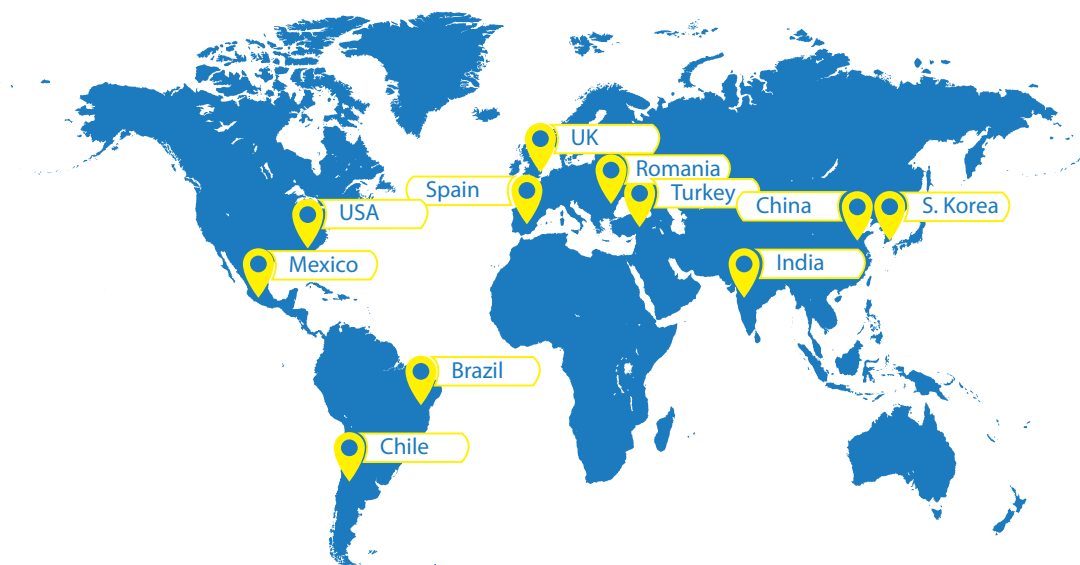 UK
Romania
Spain
Turkey
USA
China
S. Korea
Mexico
India
Brazil
Chile